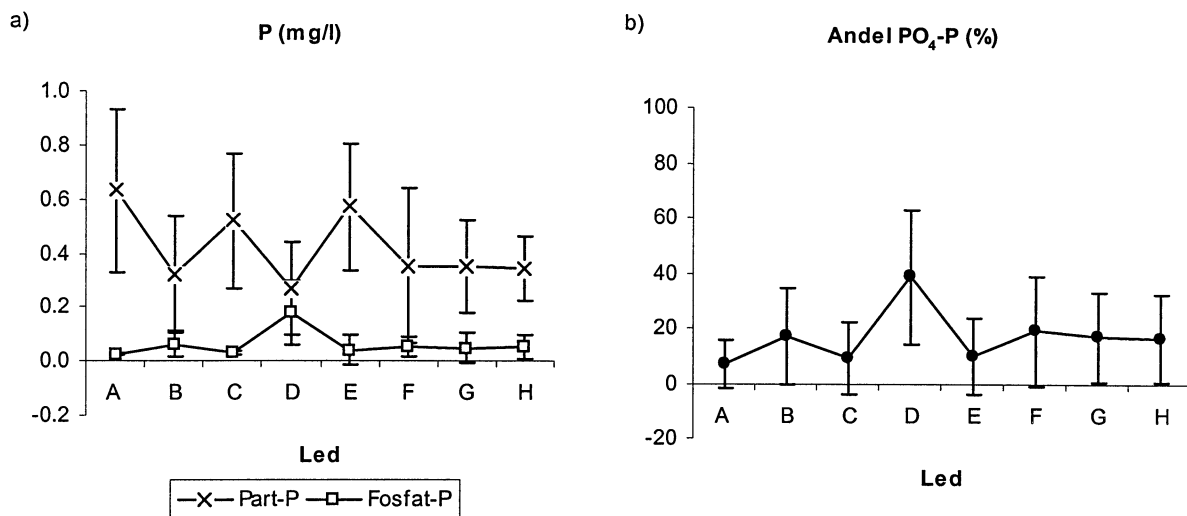 a)
P (mg/l)
1.0
0.8
0.6
0.4
0.2
0.0
-0.2
A B C D E F G H
Led
Part-P Fosfat-P
b)
Andel PO₄-P (%)
100
80
60
40
20
0
-20
A B C D E F G H
Led